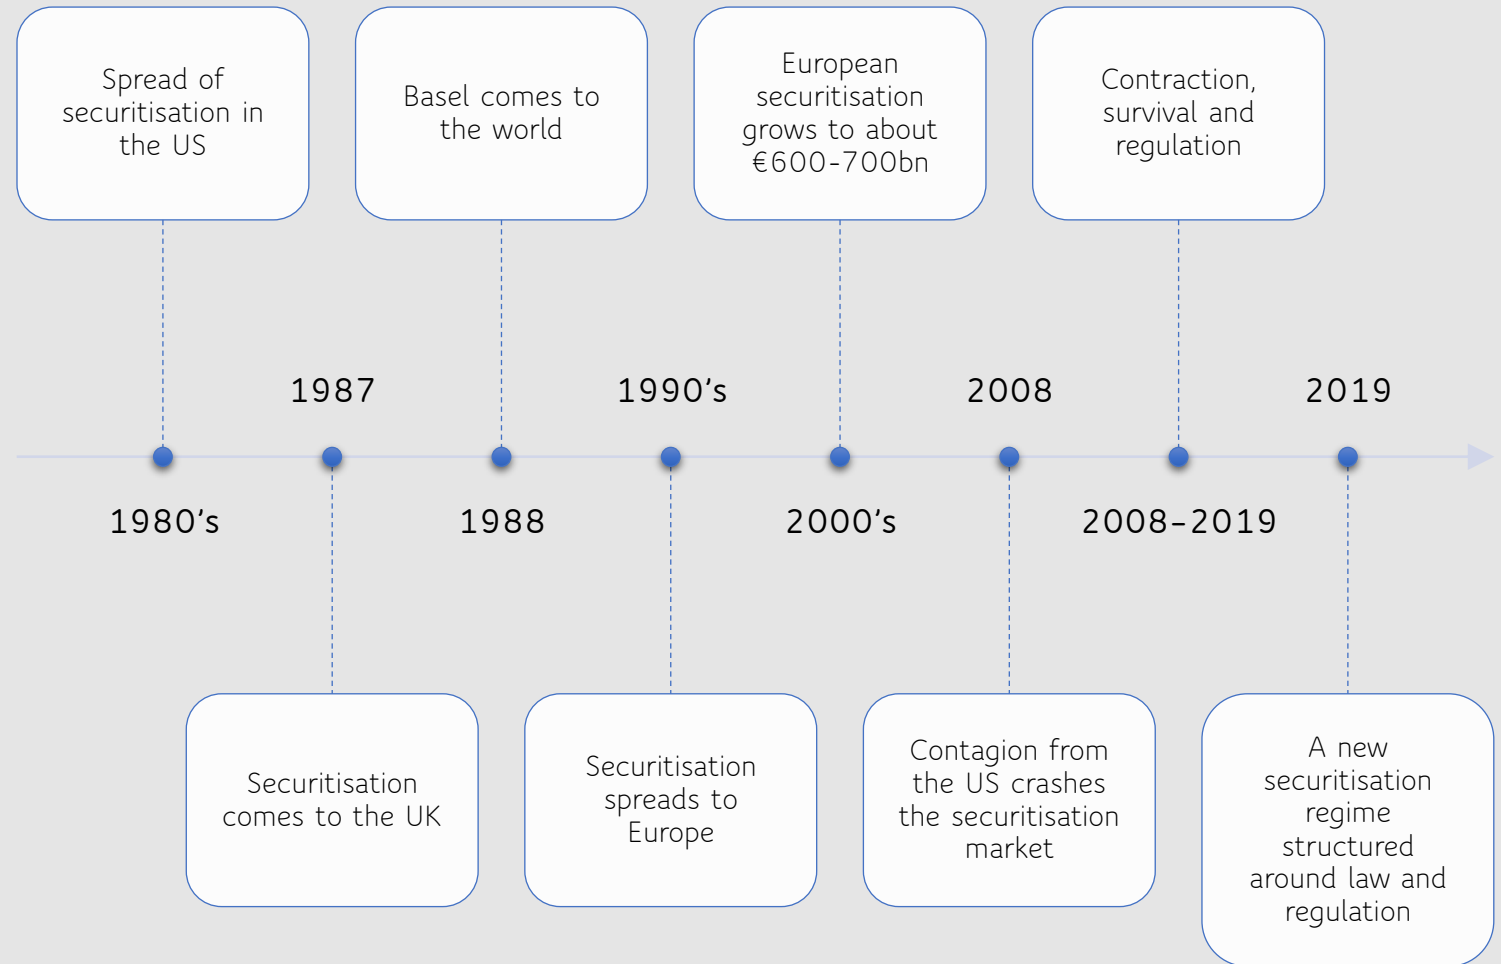 Spread of
securitisation in
the US
Basel comes to
the world
European
securitisation
grows to about
€600-700bn
Contraction,
survival and
regulation
1987
1990's
2008
2019
1980's
1988
2000's
2008-2019
Securitisation
comes to the UK
Securitisation
spreads to
Europe
Contagion from
the US crashes
the securitisation
market
A new
securitisation
regime
structured
around law and
regulation